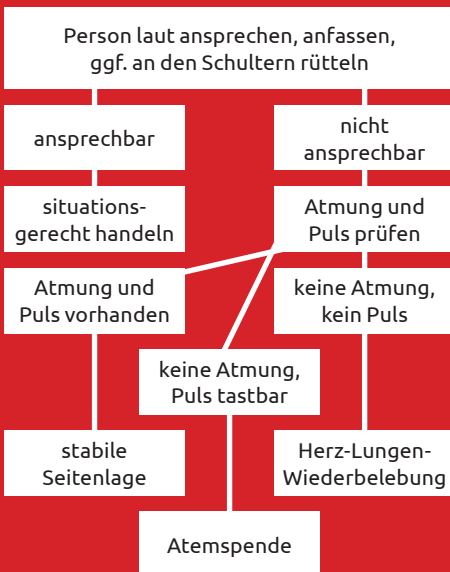 Person laut ansprechen, anfassen,
ggf. an den Schultern rütteln
ansprechbar
nicht
ansprechbar
situations-
gerecht handeln
Atmung und
Puls prüfen
Atmung und
Puls vorhanden
keine Atmung,
kein Puls
keine Atmung,
Puls tastbar
stabile
Seitenlage
Herz-Lungen-
Wiederbelebung
Atemspende